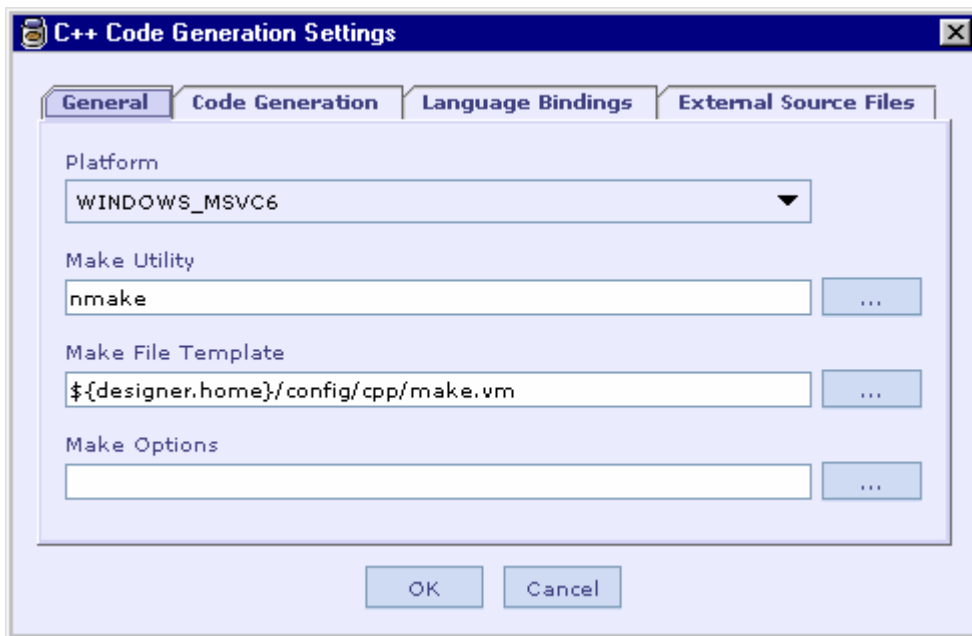 C++ Code Generation Settings
General Code Generation Language Bindings External Source Files
Platform
WINDOWS_MSVC6
Make Utility
nmake
...
Make File Template
${designer.home}/config/cpp/make.vm
...
Make Options
...
OK Cancel